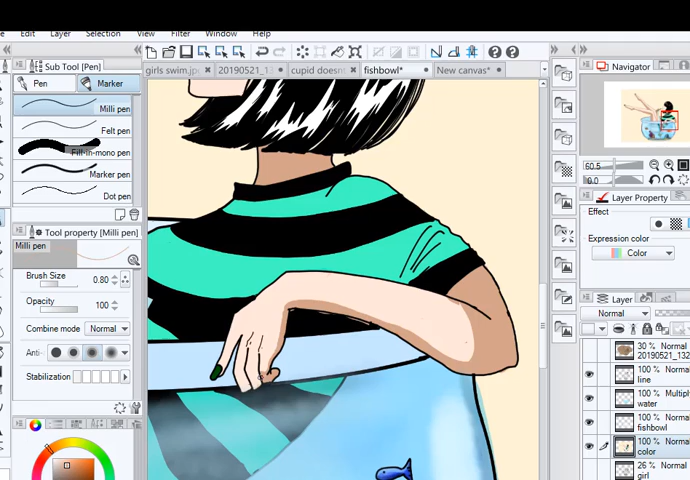 Edit View Selection View Filter Window Help
Sub Tool [Pen]
girls swim.jpg 20190521_13 cupid doesn fishbowl* New canvas*
Navigator
Pen Marker
Milli pen
Felt pen
Fill-in-mono pen
Marker pen
Dot pen
60.5
0.0
Layer Property
Effect
Expression color
Color
Tool property [Milli pen]
Milli pen
Brush Size 0.80
Opacity 100
Combine mode Normal
Anti-
Stabilization
Layer
Normal
30 % Normal
20190521_132
100 % Normal
line
100 % Multiply
water
100 % Normal
fishbowl
100 % Normal
color
26 % Normal
girl